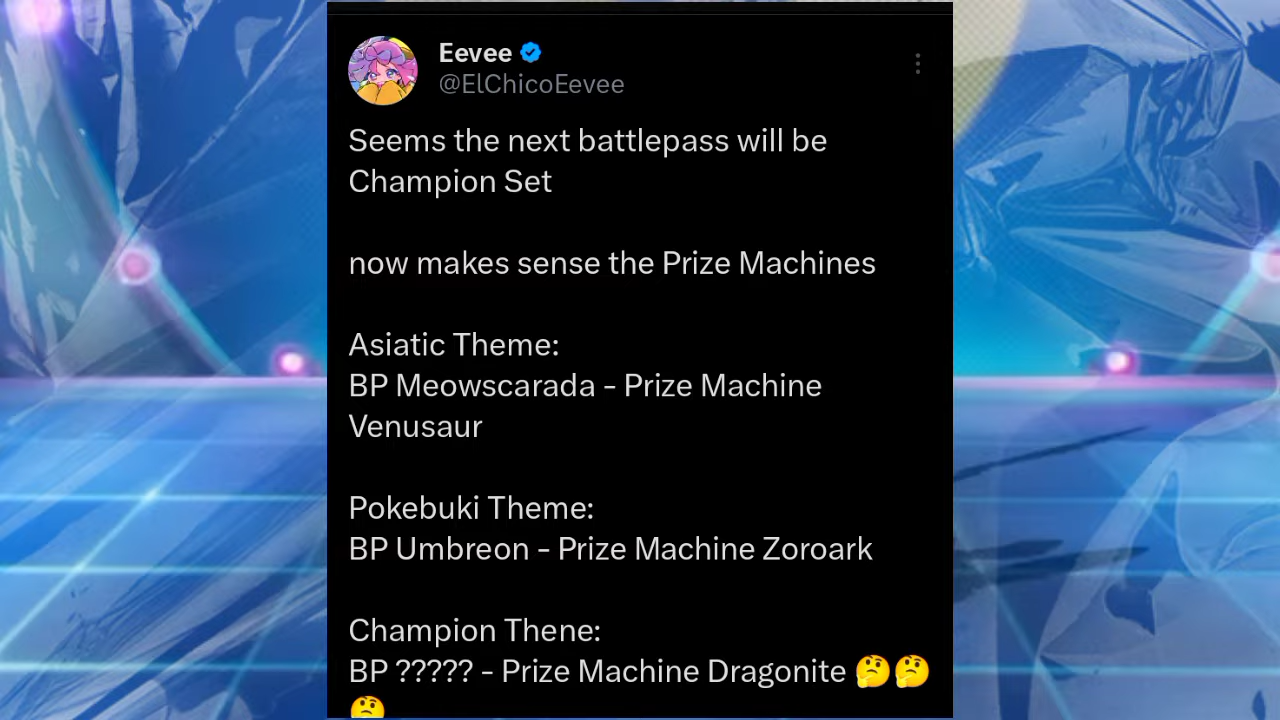 Eevee
@ElChicoEevee
Seems the next battlepass will be
Champion Set
now makes sense the Prize Machines
Asiatic Theme:
BP Meowscarada - Prize Machine
Venusaur
Pokebuki Theme:
BP Umbreon - Prize Machine Zoroark
Champion Thene:
BP ????? - Prize Machine Dragonite 🤔🤔
🤔